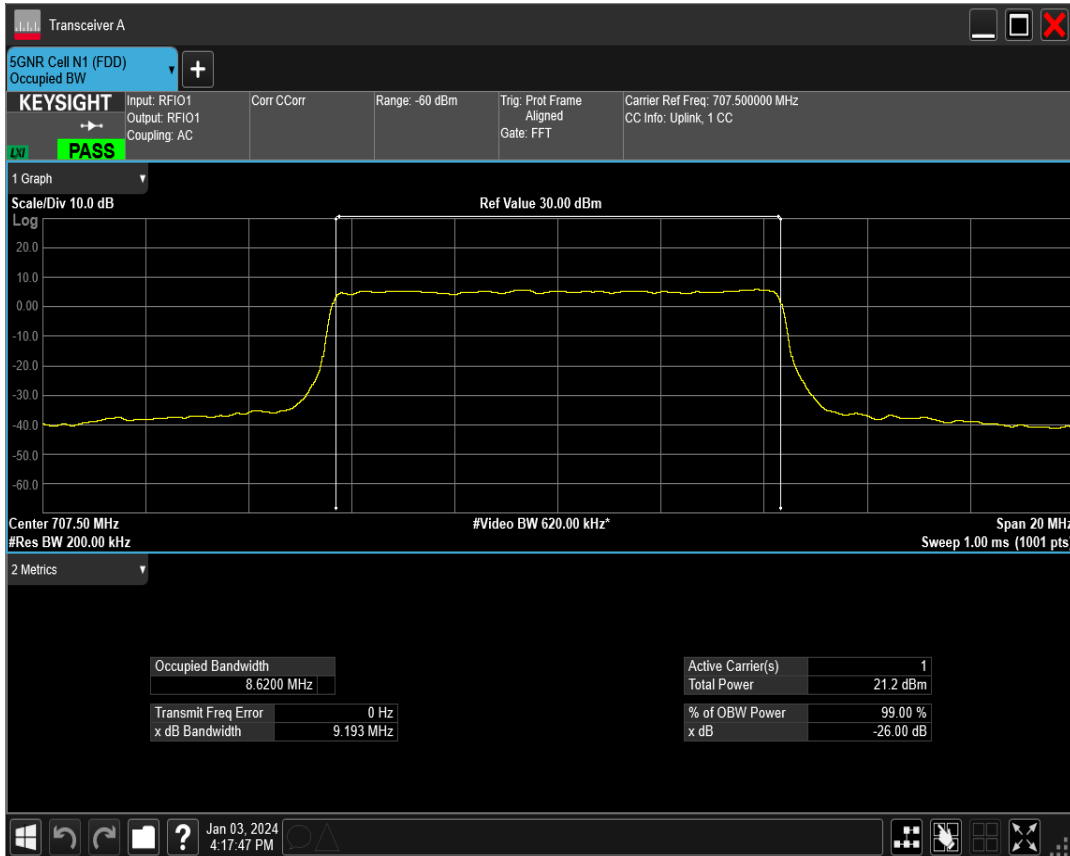 Transceiver A
5GNR Cell N1 (FDD)
Occupied BW
+
KEYSIGHT
LXI
PASS
Input: RFIO1
Output: RFIO1
Coupling: AC
Corr CCorr
Range: -60 dBm
Trig: Prot Frame
Aligned
Gate: FFT
Carrier Ref Freq: 707.500000 MHz
CC Info: Uplink, 1 CC
1 Graph
Scale/Div 10.0 dB
Ref Value 30.00 dBm
Log
20.0
10.0
0.00
-10.0
-20.0
-30.0
-40.0
-50.0
-60.0
Center 707.50 MHz
#Video BW 620.00 kHz*
Span 20 MHz
#Res BW 200.00 kHz
Sweep 1.00 ms (1001 pts)
2 Metrics
Occupied Bandwidth
8.6200 MHz
Transmit Freq Error 0 Hz
x dB Bandwidth 9.193 MHz
Active Carrier(s) 1
Total Power 21.2 dBm
% of OBW Power 99.00 %
x dB -26.00 dB
?
Jan 03, 2024
4:17:47 PM